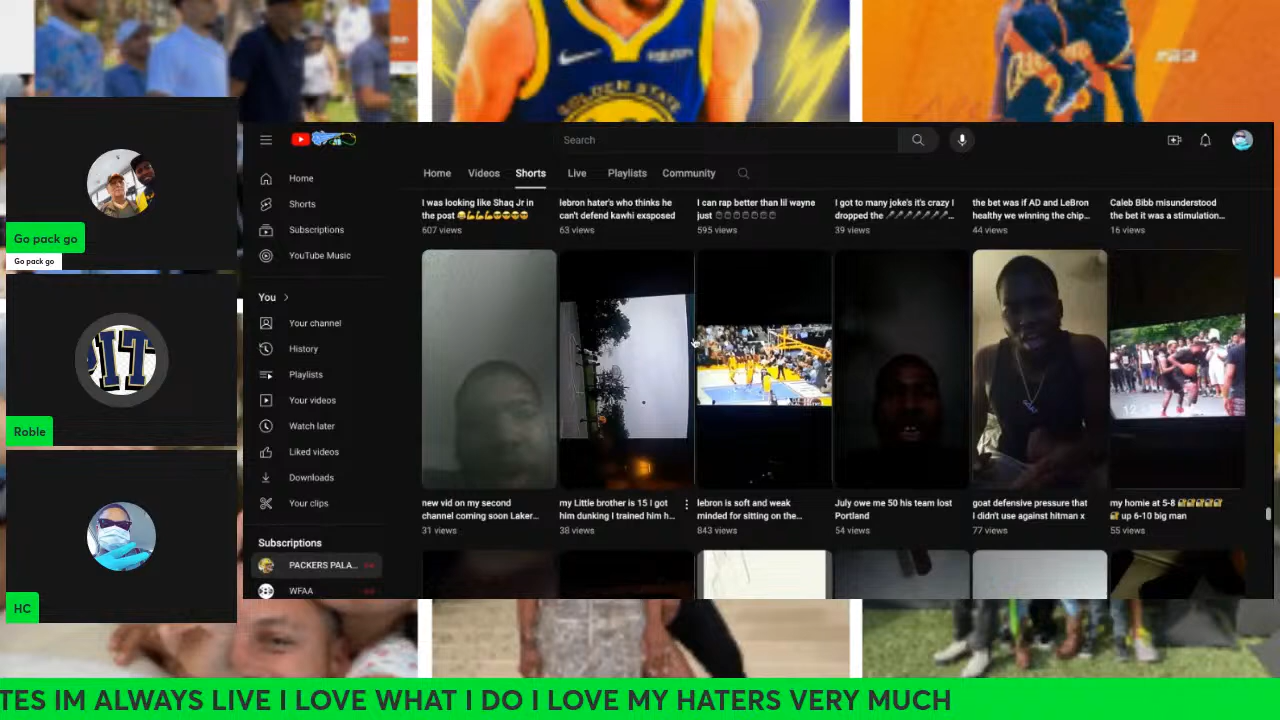 GOLDEN STATE
Search
Home
Videos
Shorts
Live
Playlists
Community
Home
Shorts
Subscriptions
YouTube Music
You
Your channel
History
Playlists
Your videos
Watch later
Liked videos
Downloads
Your clips
Subscriptions
PACKERS PALA...
WFAA
I was looking like Shaq Jr in
the post 😂💪💪💪😎😎😎😎
607 views
lebron hater's who thinks he
can't defend kawhi exsposed
63 views
I can rap better than lil wayne
just
595 views
I got to many joke's it's crazy I
dropped the 🎤🎤🎤🎤🎤🎤🎤...
39 views
the bet was if AD and LeBron
healthy we winning the chip...
44 views
Caleb Bibb misunderstood
the bet it was a stimulation...
16 views
new vid on my second
channel coming soon Laker...
31 views
my Little brother is 15 I got
him dunking I trained him h...
38 views
lebron is soft and weak
minded for sitting on the...
843 views
July owe me 50 his team lost
Portland
54 views
goat defensive pressure that
I didn't use against hitman x
77 views
my homie at 5-8
up 6-10 big man
55 views
Go pack go
Go pack go
Roble
HC
TES IM ALWAYS LIVE I LOVE WHAT I DO I LOVE MY HATERS VERY MUCH